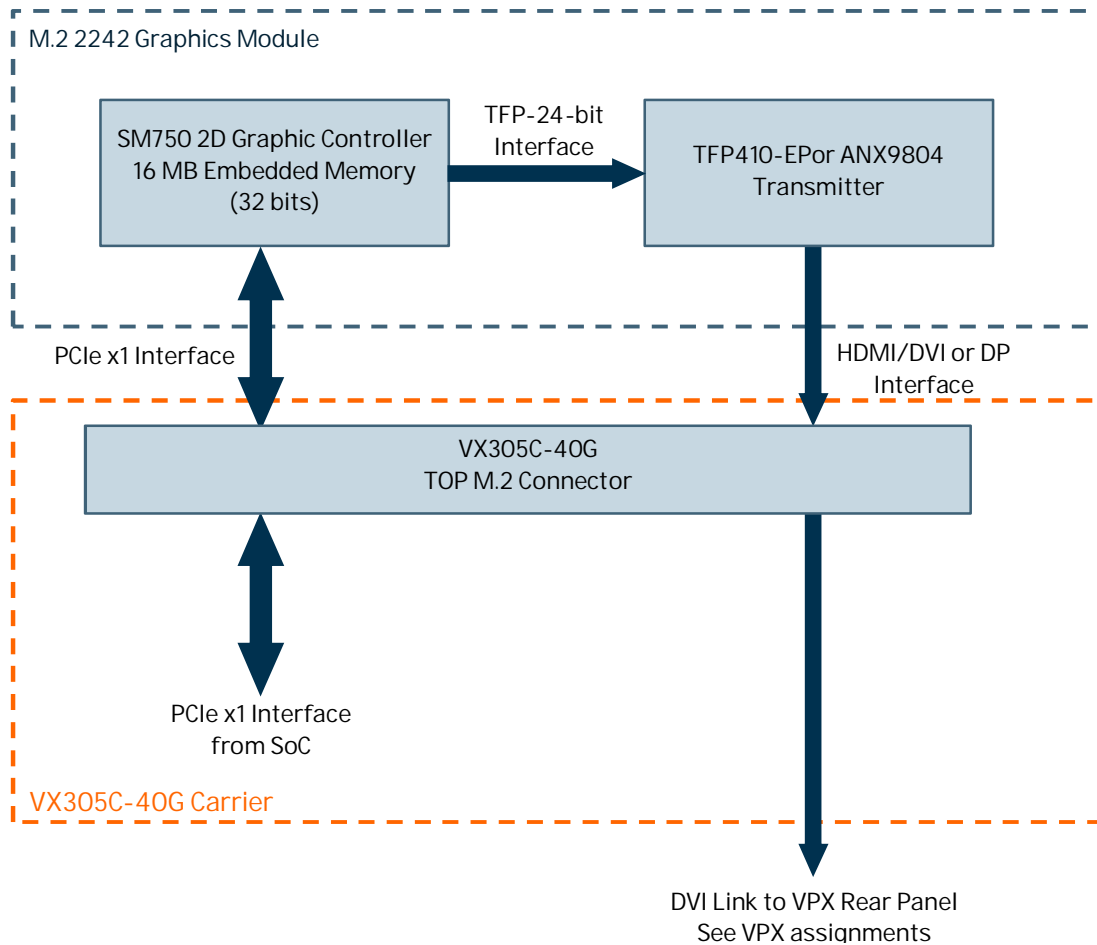 M.2 2242 Graphics Module
SM750 2D Graphic Controller
16 MB Embedded Memory
(32 bits)
TFP-24-bit
Interface
TFP410-EPor ANX9804
Transmitter
PCIe x1 Interface
HDMI/DVI or DP
Interface
VX305C-40G
TOP M.2 Connector
PCIe x1 Interface
from SoC
VX305C-40G Carrier
DVI Link to VPX Rear Panel
See VPX assignments